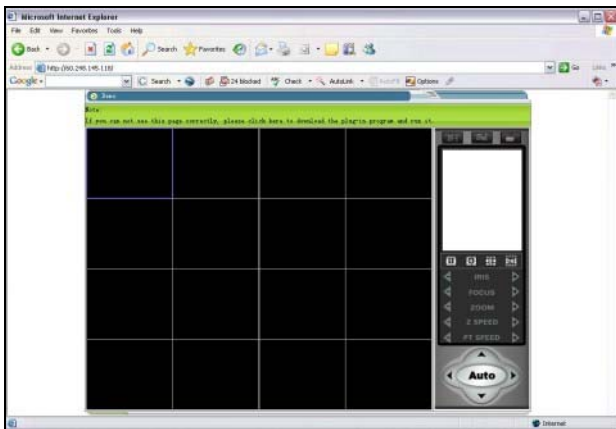 Microsoft Internet Explorer
File Edit View Favorites Tools Help
Back Search Favorites
Address Go Links
Google Search 24 blocked Check AutoLink AutoFill Options
Note:
If you can not see this page correctly, please click here to download the plug-in program and run it.
IRIS
FOCUS
ZOOM
Z SPEED
PT SPEED
Auto
Internet